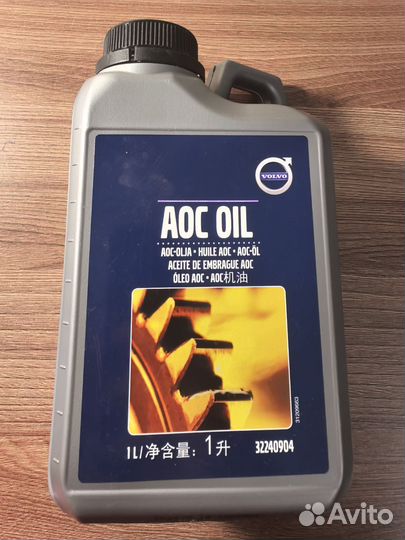 VOLVO
AOC OIL
AOC-OLJA • HUILE AOC • AOC-ÖL
ACEITE DE EMBRAGUE AOC
ÓLEO AOC • AOC机油
31209663
1L/净含量: 1升
32240904
Avito